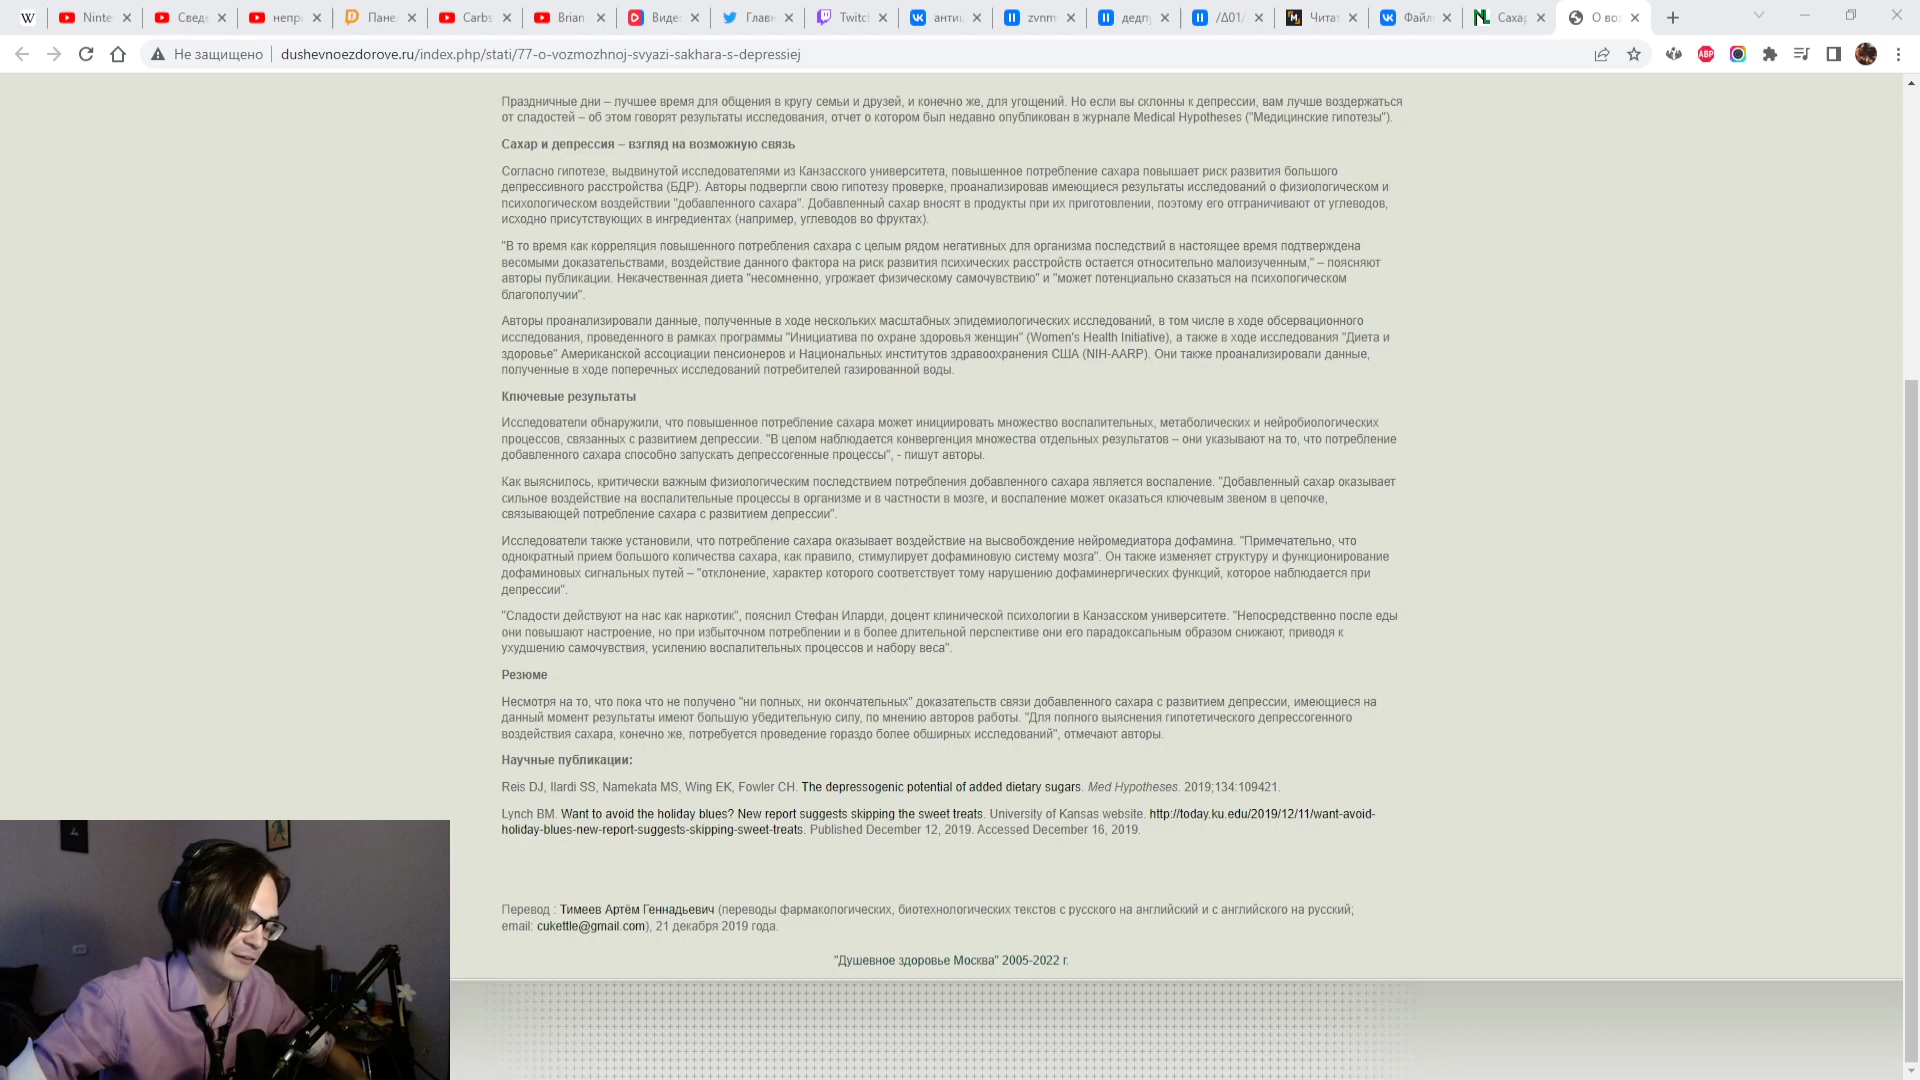 W
Ninte
Сведе
непри
Пане
Carbs
Brian
Виде
Главн
Twitch
антиц
zvnm
дедпу
/Δ01/
Чита
Файл
Сахар
О воз
Не защищено
dushevnoezdorove.ru/index.php/stati/77-o-vozmozhnoj-svyazi-sakhara-s-depressiej
ABP
Праздничные дни – лучшее время для общения в кругу семьи и друзей, и конечно же, для угощений. Но если вы склонны к депрессии, вам лучше воздержаться
от сладостей – об этом говорят результаты исследования, отчет о котором был недавно опубликован в журнале Medical Hypotheses ("Медицинские гипотезы").
Сахар и депрессия – взгляд на возможную связь
Согласно гипотезе, выдвинутой исследователями из Канзасского университета, повышенное потребление сахара повышает риск развития большого
депрессивного расстройства (БДР). Авторы подвергли свою гипотезу проверке, проанализировав имеющиеся результаты исследований о физиологическом и
психологическом воздействии "добавленного сахара". Добавленный сахар вносят в продукты при их приготовлении, поэтому его отграничивают от углеводов,
исходно присутствующих в ингредиентах (например, углеводов во фруктах).
"В то время как корреляция повышенного потребления сахара с целым рядом негативных для организма последствий в настоящее время подтверждена
весомыми доказательствами, воздействие данного фактора на риск развития психических расстройств остается относительно малоизученным," – поясняют
авторы публикации. Некачественная диета "несомненно, угрожает физическому самочувствию" и "может потенциально сказаться на психологическом
благополучии".
Авторы проанализировали данные, полученные в ходе нескольких масштабных эпидемиологических исследований, в том числе в ходе обсервационного
исследования, проведенного в рамках программы "Инициатива по охране здоровья женщин" (Women's Health Initiative), а также в ходе исследования "Диета и
здоровье" Американской ассоциации пенсионеров и Национальных институтов здравоохранения США (NIH-AARP). Они также проанализировали данные,
полученные в ходе поперечных исследований потребителей газированной воды.
Ключевые результаты
Исследователи обнаружили, что повышенное потребление сахара может инициировать множество воспалительных, метаболических и нейробиологических
процессов, связанных с развитием депрессии. "В целом наблюдается конвергенция множества отдельных результатов – они указывают на то, что потребление
добавленного сахара способно запускать депрессогенные процессы", - пишут авторы.
Как выяснилось, критически важным физиологическим последствием потребления добавленного сахара является воспаление. "Добавленный сахар оказывает
сильное воздействие на воспалительные процессы в организме и в частности в мозге, и воспаление может оказаться ключевым звеном в цепочке,
связывающей потребление сахара с развитием депрессии".
Исследователи также установили, что потребление сахара оказывает воздействие на высвобождение нейромедиатора дофамина. "Примечательно, что
однократный прием большого количества сахара, как правило, стимулирует дофаминовую систему мозга". Он также изменяет структуру и функционирование
дофаминовых сигнальных путей – "отклонение, характер которого соответствует тому нарушению дофаминергических функций, которое наблюдается при
депрессии".
"Сладости действуют на нас как наркотик", пояснил Стефан Иларди, доцент клинической психологии в Канзасском университете. "Непосредственно после еды
они повышают настроение, но при избыточном потреблении и в более длительной перспективе они его парадоксальным образом снижают, приводя к
ухудшению самочувствия, усилению воспалительных процессов и набору веса".
Резюме
Несмотря на то, что пока что не получено "ни полных, ни окончательных" доказательств связи добавленного сахара с развитием депрессии, имеющиеся на
данный момент результаты имеют большую убедительную силу, по мнению авторов работы. "Для полного выяснения гипотетического депрессогенного
воздействия сахара, конечно же, потребуется проведение гораздо более обширных исследований", отмечают авторы.
Научные публикации:
Reis DJ, Ilardi SS, Namekata MS, Wing EK, Fowler CH. The depressogenic potential of added dietary sugars. Med Hypotheses. 2019;134:109421.
Lynch BM. Want to avoid the holiday blues? New report suggests skipping the sweet treats. University of Kansas website. http://today.ku.edu/2019/12/11/want-avoid-
holiday-blues-new-report-suggests-skipping-sweet-treats. Published December 12, 2019. Accessed December 16, 2019.
Перевод : Тимеев Артём Геннадьевич (переводы фармакологических, биотехнологических текстов с русского на английский и с английского на русский;
email: cukettle@gmail.com), 21 декабря 2019 года.
"Душевное здоровье Москва" 2005-2022 г.